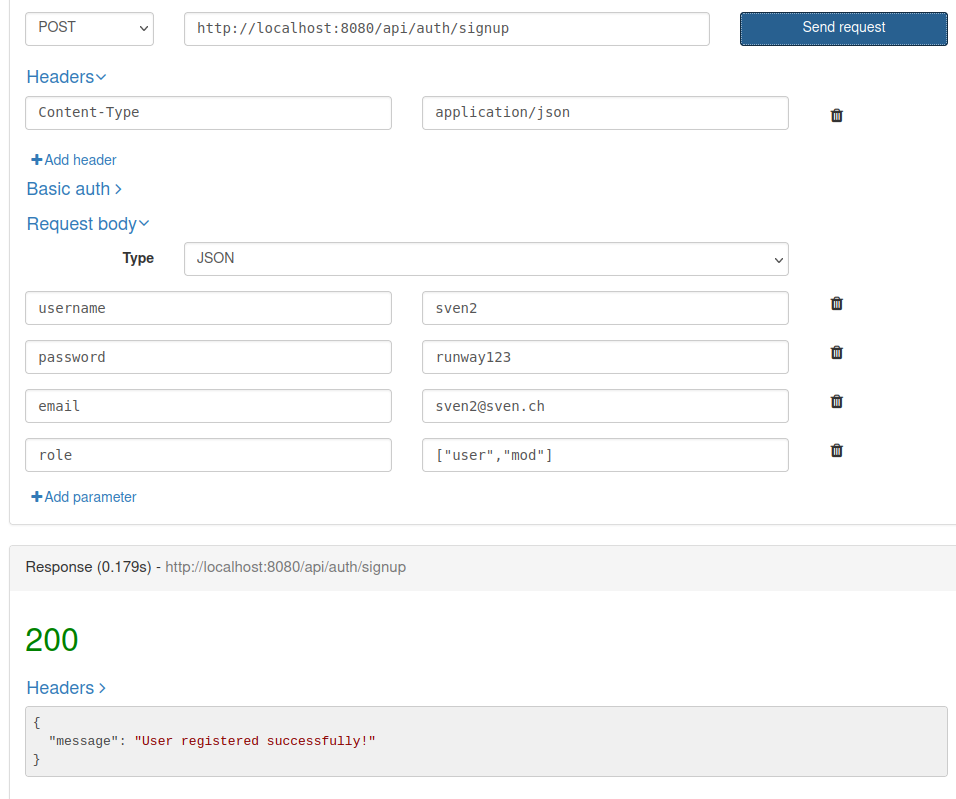 POST http://localhost:8080/api/auth/signup Send request
Headers
Content-Type application/json
Add header
Basic auth
Request body
Type JSON
username sven2
password runway123
email sven2@sven.ch
role ["user","mod"]
Add parameter
Response (0.179s) - http://localhost:8080/api/auth/signup
200
Headers
{
"message": "User registered successfully!"
}